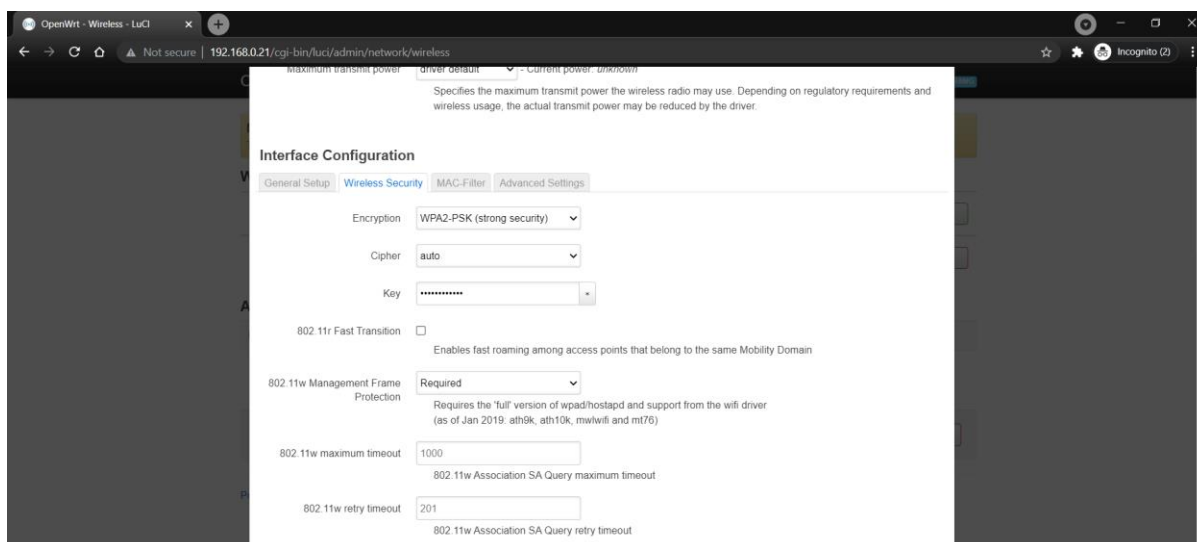 OpenWrt - Wireless - LuCI
Not secure | 192.168.0.21/cgi-bin/luci/admin/network/wireless
Incognito (2)
Maximum transmit power driver default - Current power: unknown
Specifies the maximum transmit power the wireless radio may use. Depending on regulatory requirements and
wireless usage, the actual transmit power may be reduced by the driver.
Interface Configuration
General Setup Wireless Security MAC-Filter Advanced Settings
Encryption WPA2-PSK (strong security)
Cipher auto
Key ••••••••••••
802.11r Fast Transition
Enables fast roaming among access points that belong to the same Mobility Domain
802.11w Management Frame Required
Protection
Requires the 'full' version of wpad/hostapd and support from the wifi driver
(as of Jan 2019: ath9k, ath10k, mwlwifi and mt76)
802.11w maximum timeout 1000
802.11w Association SA Query maximum timeout
802.11w retry timeout 201
802.11w Association SA Query retry timeout